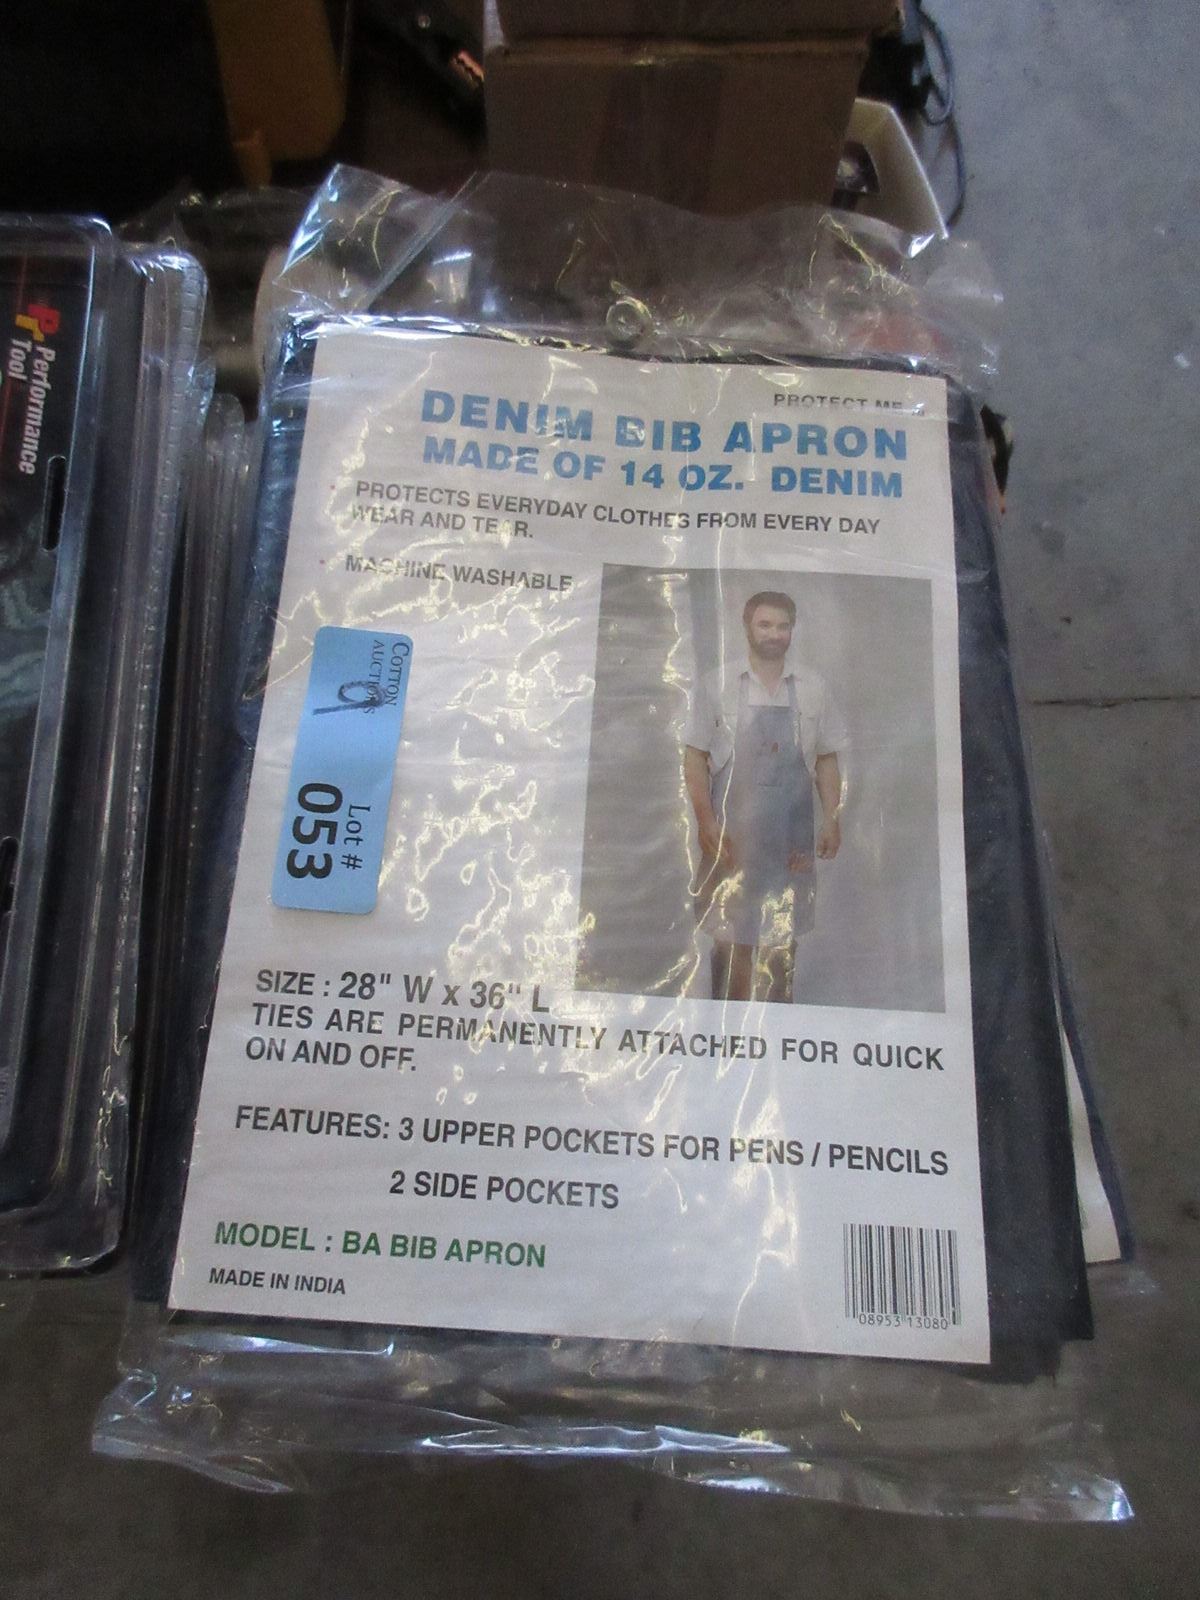 Performance
Tool
PROTECT ME
DENIM BIB APRON
MADE OF 14 OZ. DENIM
PROTECTS EVERYDAY CLOTHES FROM EVERY DAY
WEAR AND TEAR.
MACHINE WASHABLE
COTTON
AUCTIONS
9
Lot #
053
SIZE : 28" W x 36" L
TIES ARE PERMANENTLY ATTACHED FOR QUICK
ON AND OFF.
FEATURES: 3 UPPER POCKETS FOR PENS / PENCILS
2 SIDE POCKETS
MODEL : BA BIB APRON
MADE IN INDIA
08953 13080